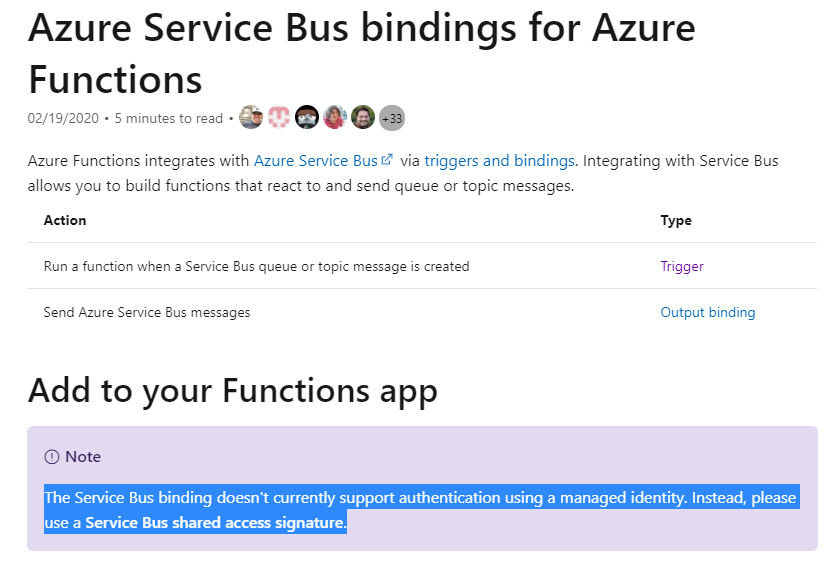 Azure Service Bus bindings for Azure
Functions
02/19/2020 • 5 minutes to read • +33
Azure Functions integrates with Azure Service Bus via triggers and bindings. Integrating with Service Bus
allows you to build functions that react to and send queue or topic messages.
Action Type
Run a function when a Service Bus queue or topic message is created Trigger
Send Azure Service Bus messages Output binding
Add to your Functions app
Note
The Service Bus binding doesn't currently support authentication using a managed identity. Instead, please
use a Service Bus shared access signature.